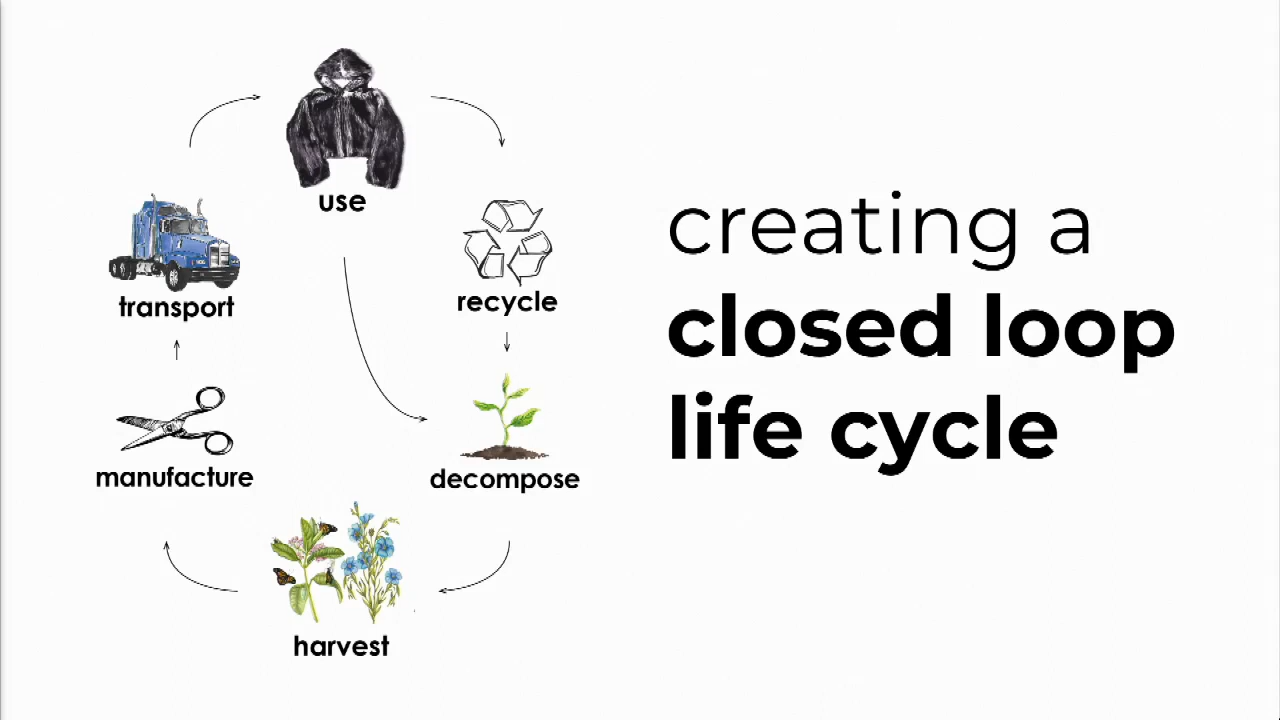 use
transport
recycle
manufacture
decompose
harvest
creating a
closed loop
life cycle